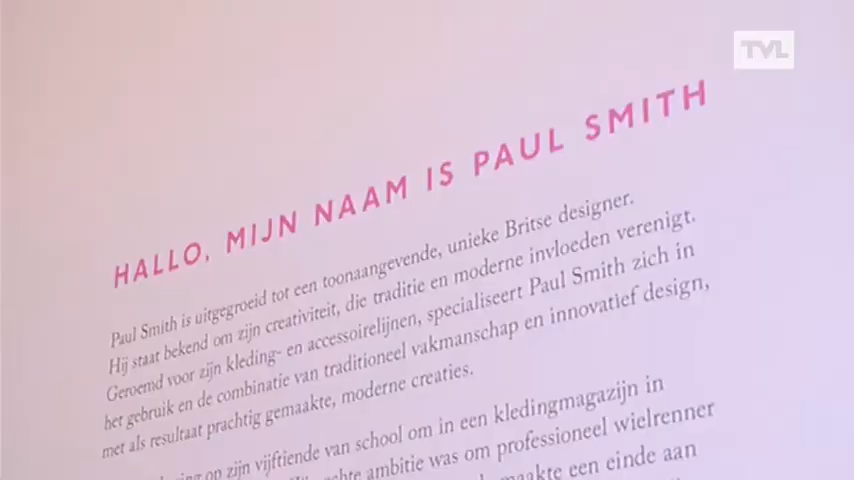 TVL
HALLO, MIJN NAAM IS PAUL SMITH
Paul Smith is uitgegroeid tot een toonaangevende, unieke Britse designer.
Hij staat bekend om zijn creativiteit, die traditie en moderne invloeden verenigt.
Geroemd voor zijn kleding- en accessoirelijnen, specialiseert Paul Smith zich in
het gebruik en de combinatie van traditioneel vakmanschap en innovatief design,
met als resultaat prachtig gemaakte, moderne creaties.
op zijn vijftiende van school om in een kledingmagazijn in
ambitie was om professioneel wielrenner
maakte een einde aan